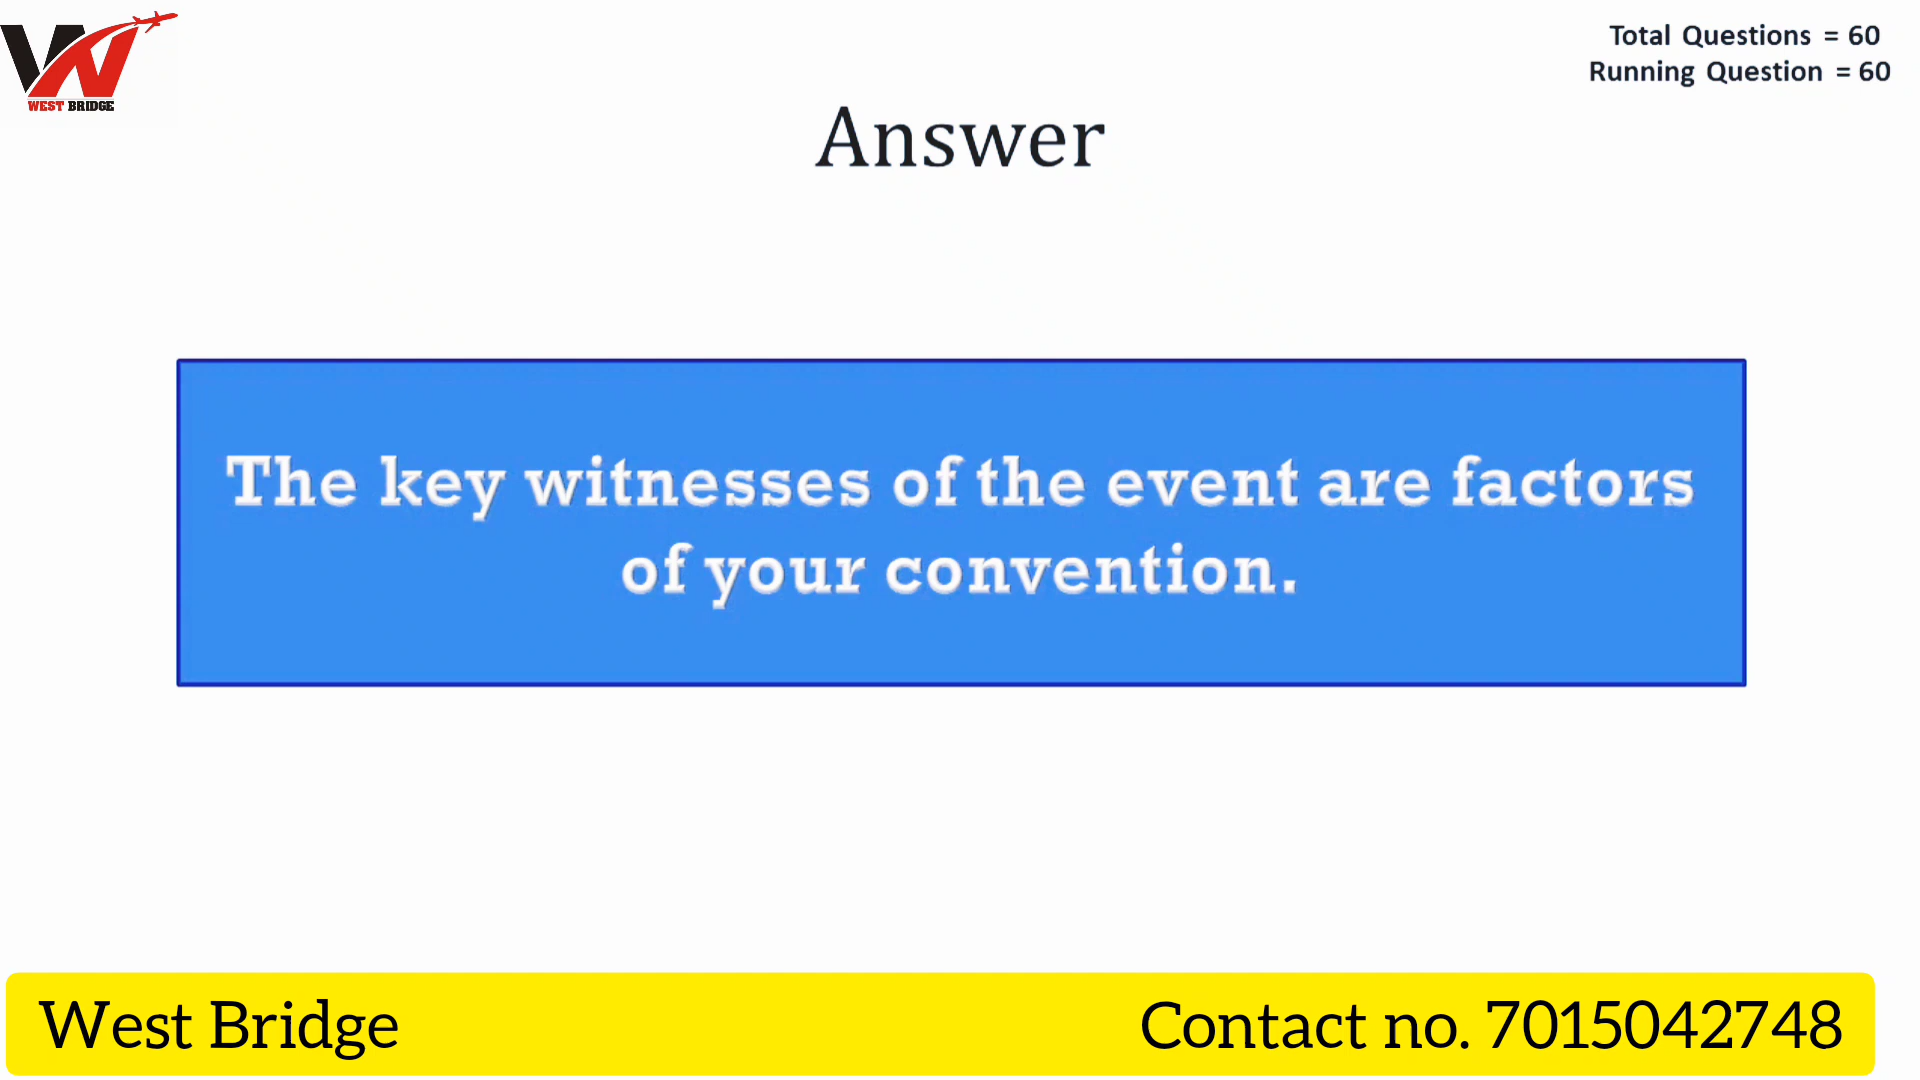 WEST BRIDGE
Total Questions = 60
Running Question = 60
Answer
The key witnesses of the event are factors
of your convention.
West Bridge
Contact no. 7015042748